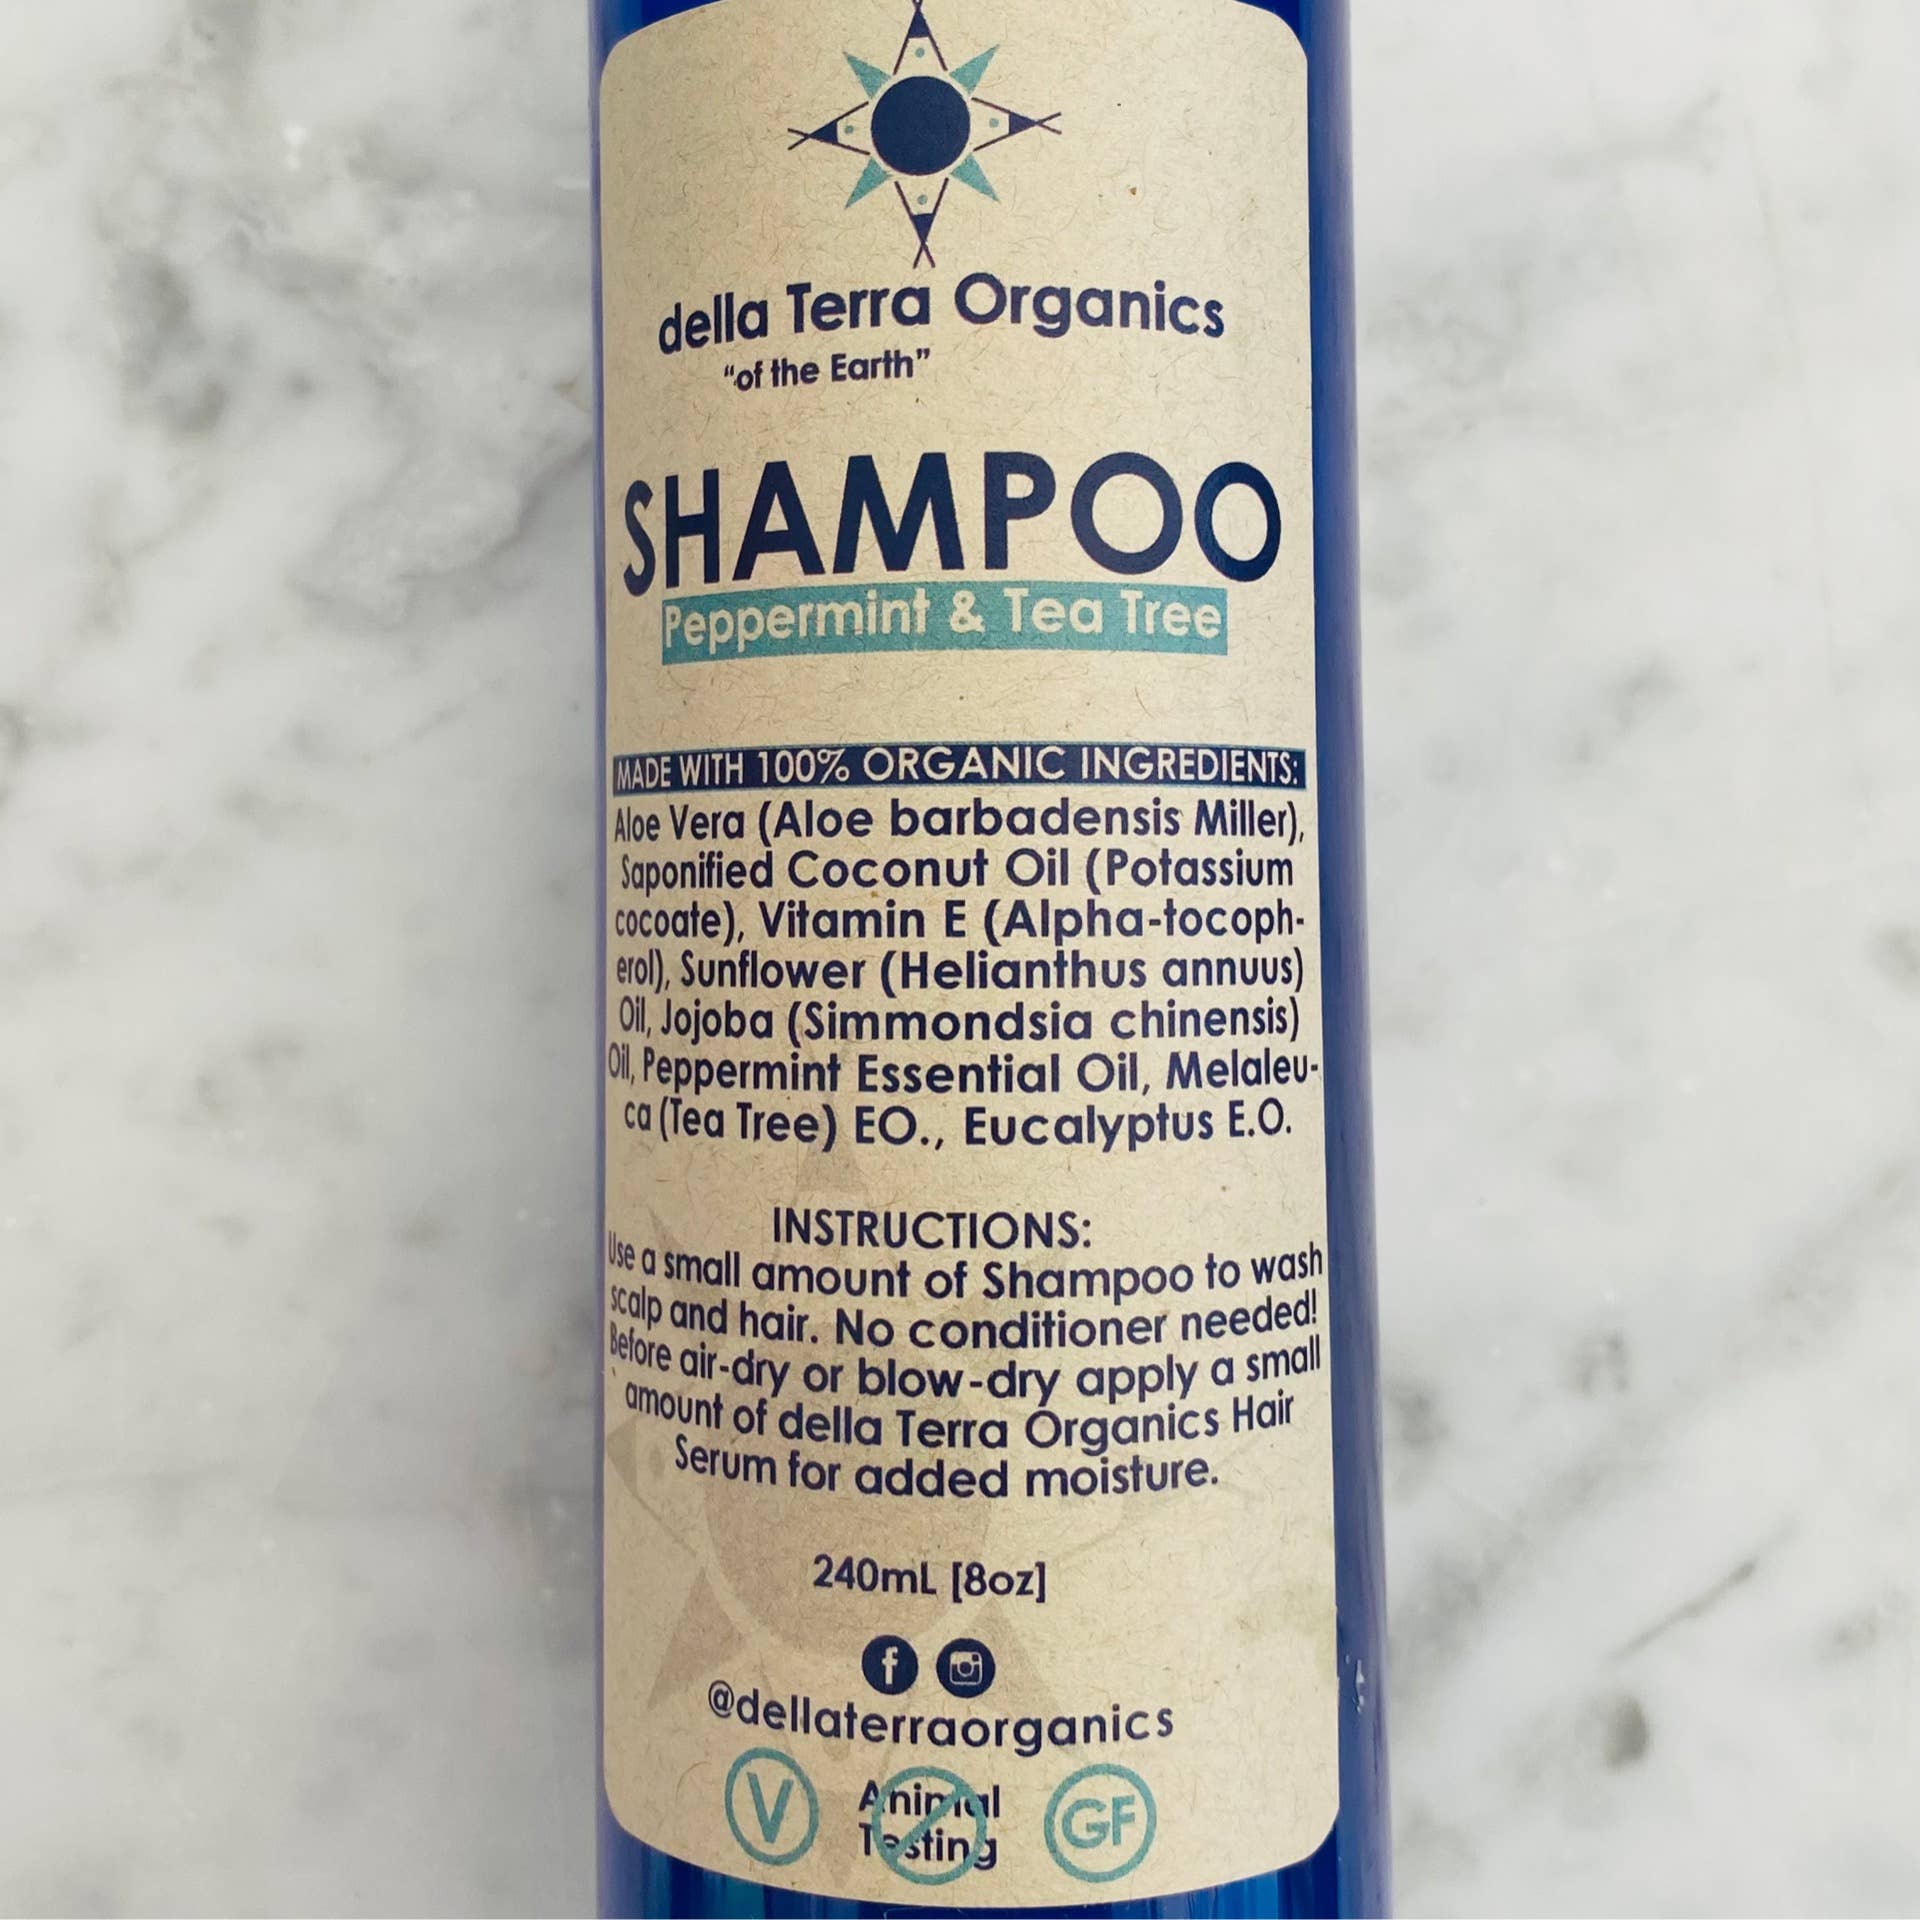 della Terra Organics
“of the Earth”
SHAMPOO
Peppermint & Tea Tree
MADE WITH 100% ORGANIC INGREDIENTS:
Aloe Vera (Aloe barbadensis Miller),
Saponified Coconut Oil (Potassium
cocoate), Vitamin E (Alpha-tocoph-
erol), Sunflower (Helianthus annuus)
Oil, Jojoba (Simmondsia chinensis)
Oil, Peppermint Essential Oil, Melaleu-
ca (Tea Tree) EO., Eucalyptus E.O.
INSTRUCTIONS:
Use a small amount of Shampoo to wash
scalp and hair. No conditioner needed!
Before air-dry or blow-dry apply a small
amount of della Terra Organics Hair
Serum for added moisture.
240mL [8oz]
f
@dellaterraorganics
V Animal GF
Testing